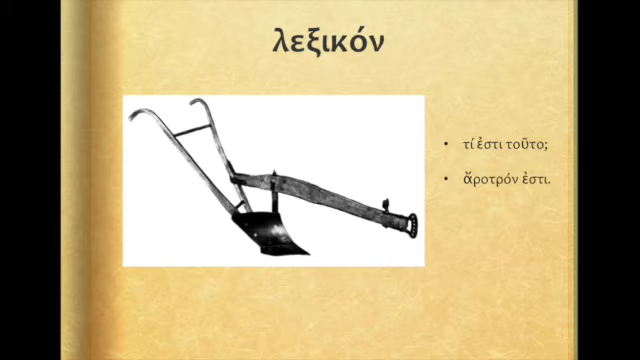 λεξικόν
• τί ἐστι τοῦτο;
• ἄροτρόν ἐστι.